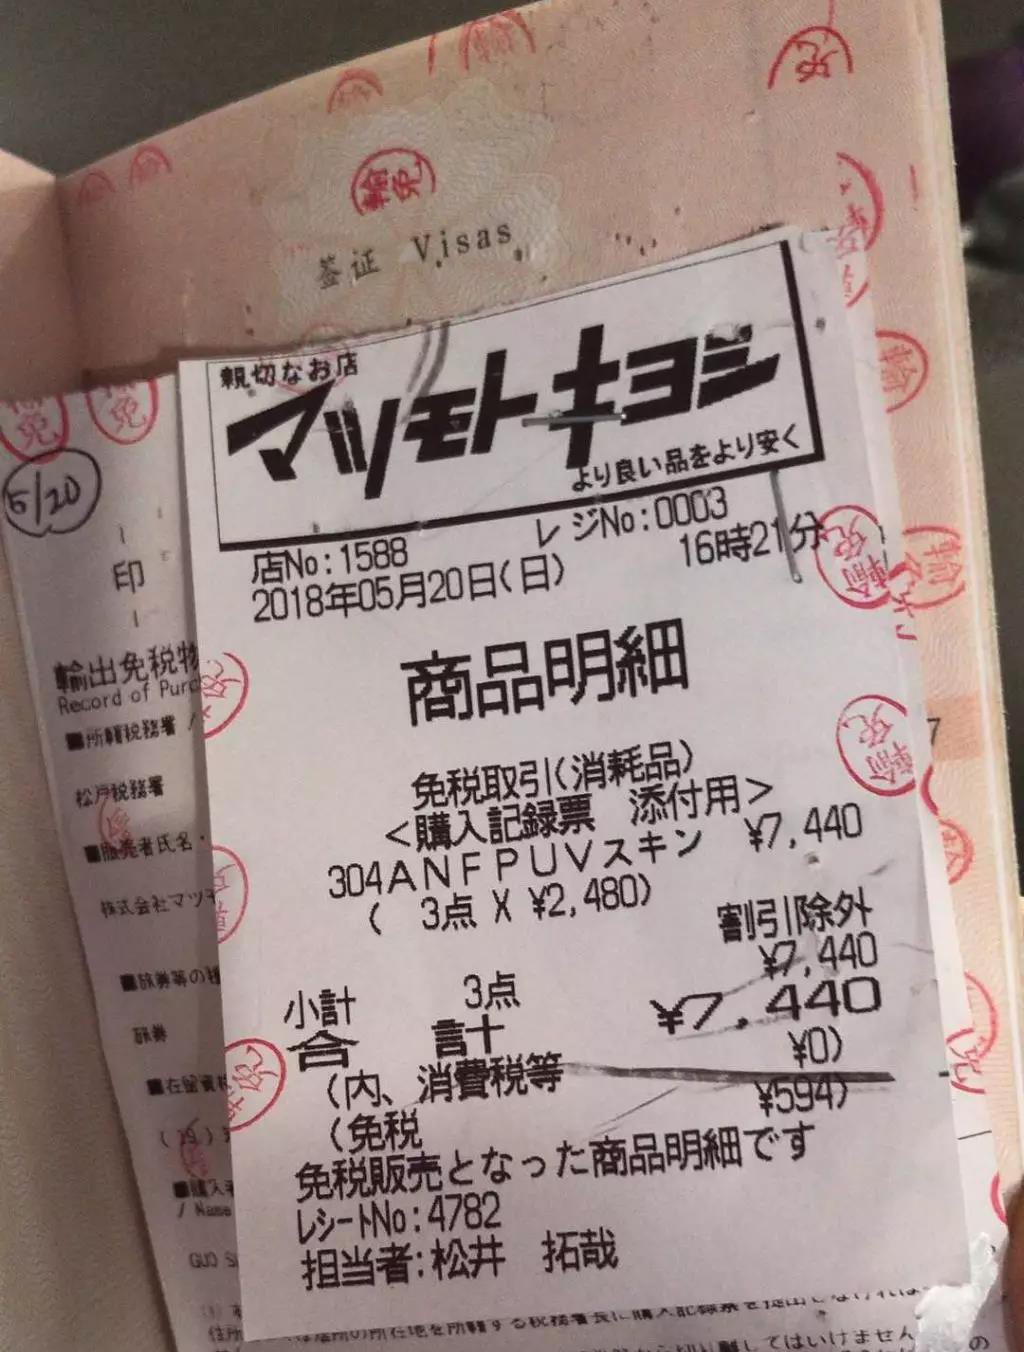 签证 Visas
親切なお店
マツモトキヨシ
より良い品をより安く
店No:1588 レジNo:0003
2018年05月20日(日) 16時21分
商品明細
免税取引(消耗品)
<購入記録票 添付用>
304ANFPUVスキン ¥7,440
( 3点 X ¥2,480)
割引除外
小計 3点 ¥7,440
合 計 ¥7,440
(内、消費税等 ¥0)
(免税 ¥594)
免税販売となった商品明細です
レシートNo:4782
担当者:松井 拓哉
5/20
印
輸出免税物
Record of Purc
■所轄税務署 /
松戸税務署
■販売者氏名・
株式会社マツモ
■旅券等の種
旅券
■在留資格
■購入者
/ Name
GUO
輸免
7